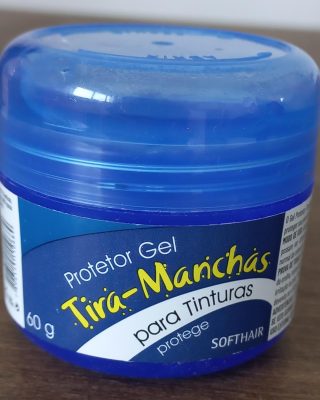 Protetor Gel
Tira-Manchas
para Tinturas
protege
60 g
SOFTHAIR